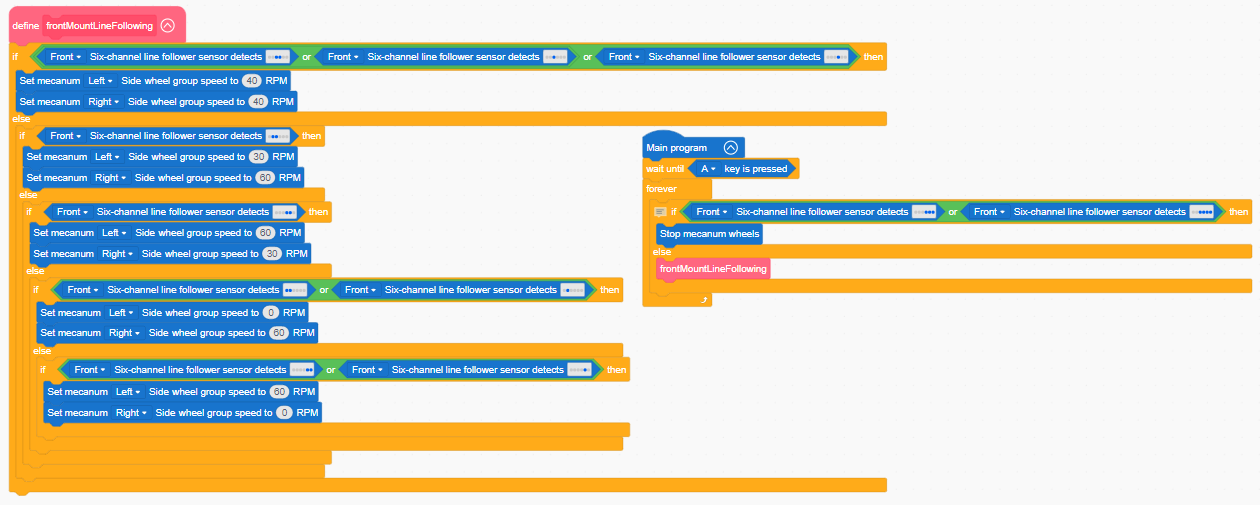 define frontMountLineFollowing
if Front Six-channel line follower sensor detects or Front Six-channel line follower sensor detects or Front Six-channel line follower sensor detects then
Set mecanum Left Side wheel group speed to 40 RPM
Set mecanum Right Side wheel group speed to 40 RPM
else
if Front Six-channel line follower sensor detects then
Set mecanum Left Side wheel group speed to 30 RPM
Set mecanum Right Side wheel group speed to 60 RPM
else
if Front Six-channel line follower sensor detects then
Set mecanum Left Side wheel group speed to 60 RPM
Set mecanum Right Side wheel group speed to 30 RPM
else
if Front Six-channel line follower sensor detects or Front Six-channel line follower sensor detects then
Set mecanum Left Side wheel group speed to 0 RPM
Set mecanum Right Side wheel group speed to 60 RPM
else
if Front Six-channel line follower sensor detects or Front Six-channel line follower sensor detects then
Set mecanum Left Side wheel group speed to 60 RPM
Set mecanum Right Side wheel group speed to 0 RPM
Main program
wait until A key is pressed
forever
if Front Six-channel line follower sensor detects or Front Six-channel line follower sensor detects then
Stop mecanum wheels
else
frontMountLineFollowing